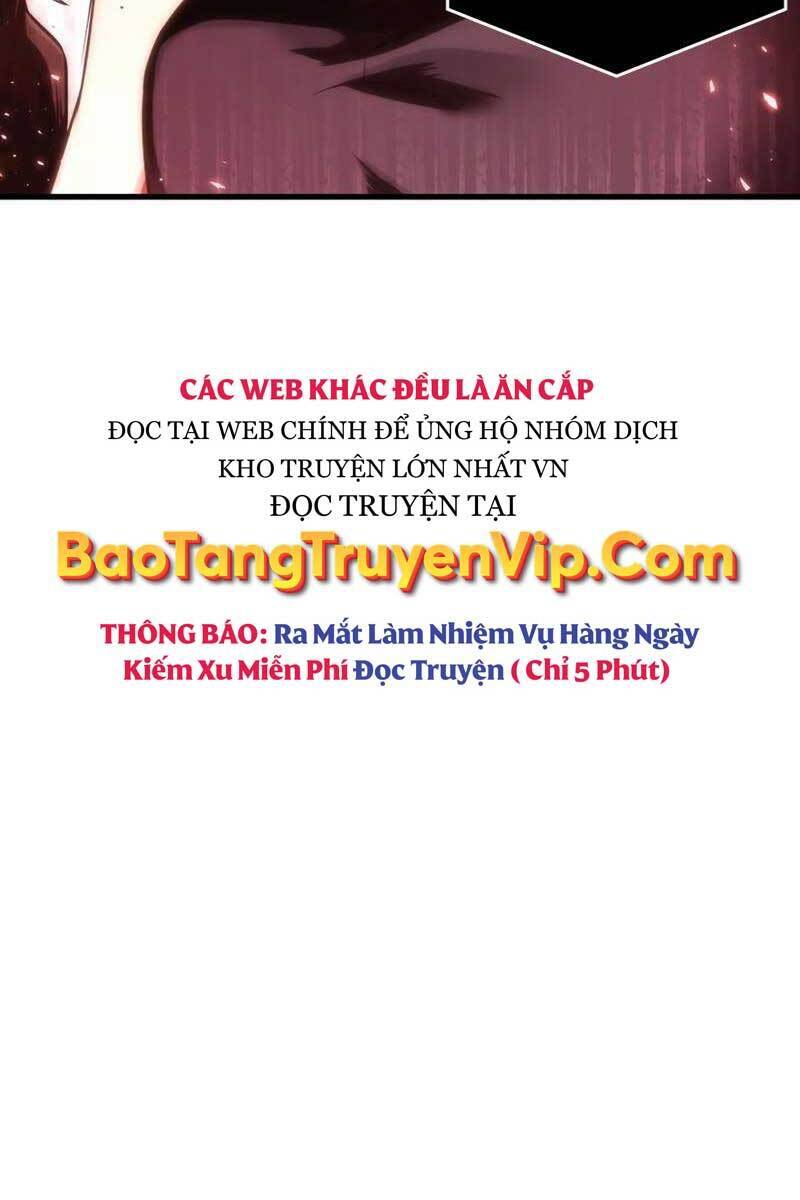 CÁC WEB KHÁC ĐỀU LÀ ĂN CẮP
ĐỌC TẠI WEB CHÍNH ĐỂ ỦNG HỘ NHÓM DỊCH
KHO TRUYỆN LỚN NHẤT VN
ĐỌC TRUYỆN TẠI
BaoTangTruyenVip.Com
THÔNG BÁO: Ra Mắt Làm Nhiệm Vụ Hàng Ngày
Kiếm Xu Miễn Phí Đọc Truyện ( Chỉ 5 Phút)